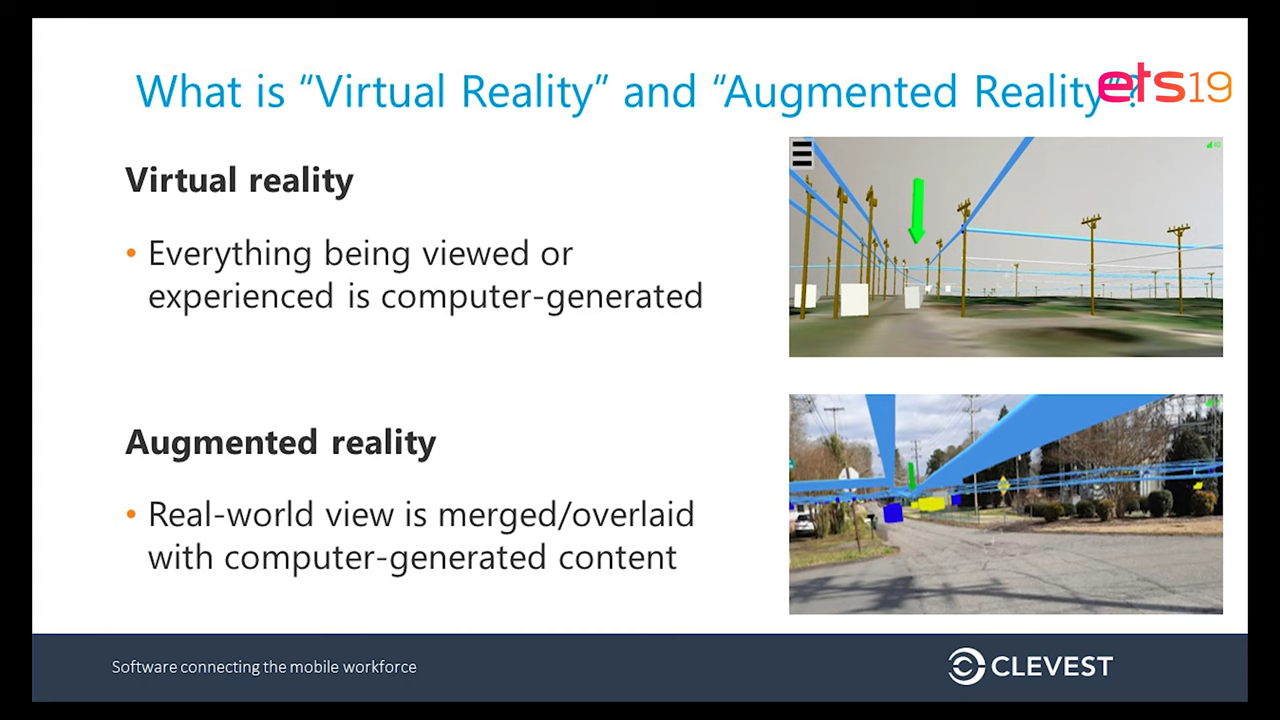 What is “Virtual Reality” and “Augmented Reality”?
ets19
Virtual reality
• Everything being viewed or
experienced is computer-generated
Augmented reality
• Real-world view is merged/overlaid
with computer-generated content
Software connecting the mobile workforce
CLEVEST